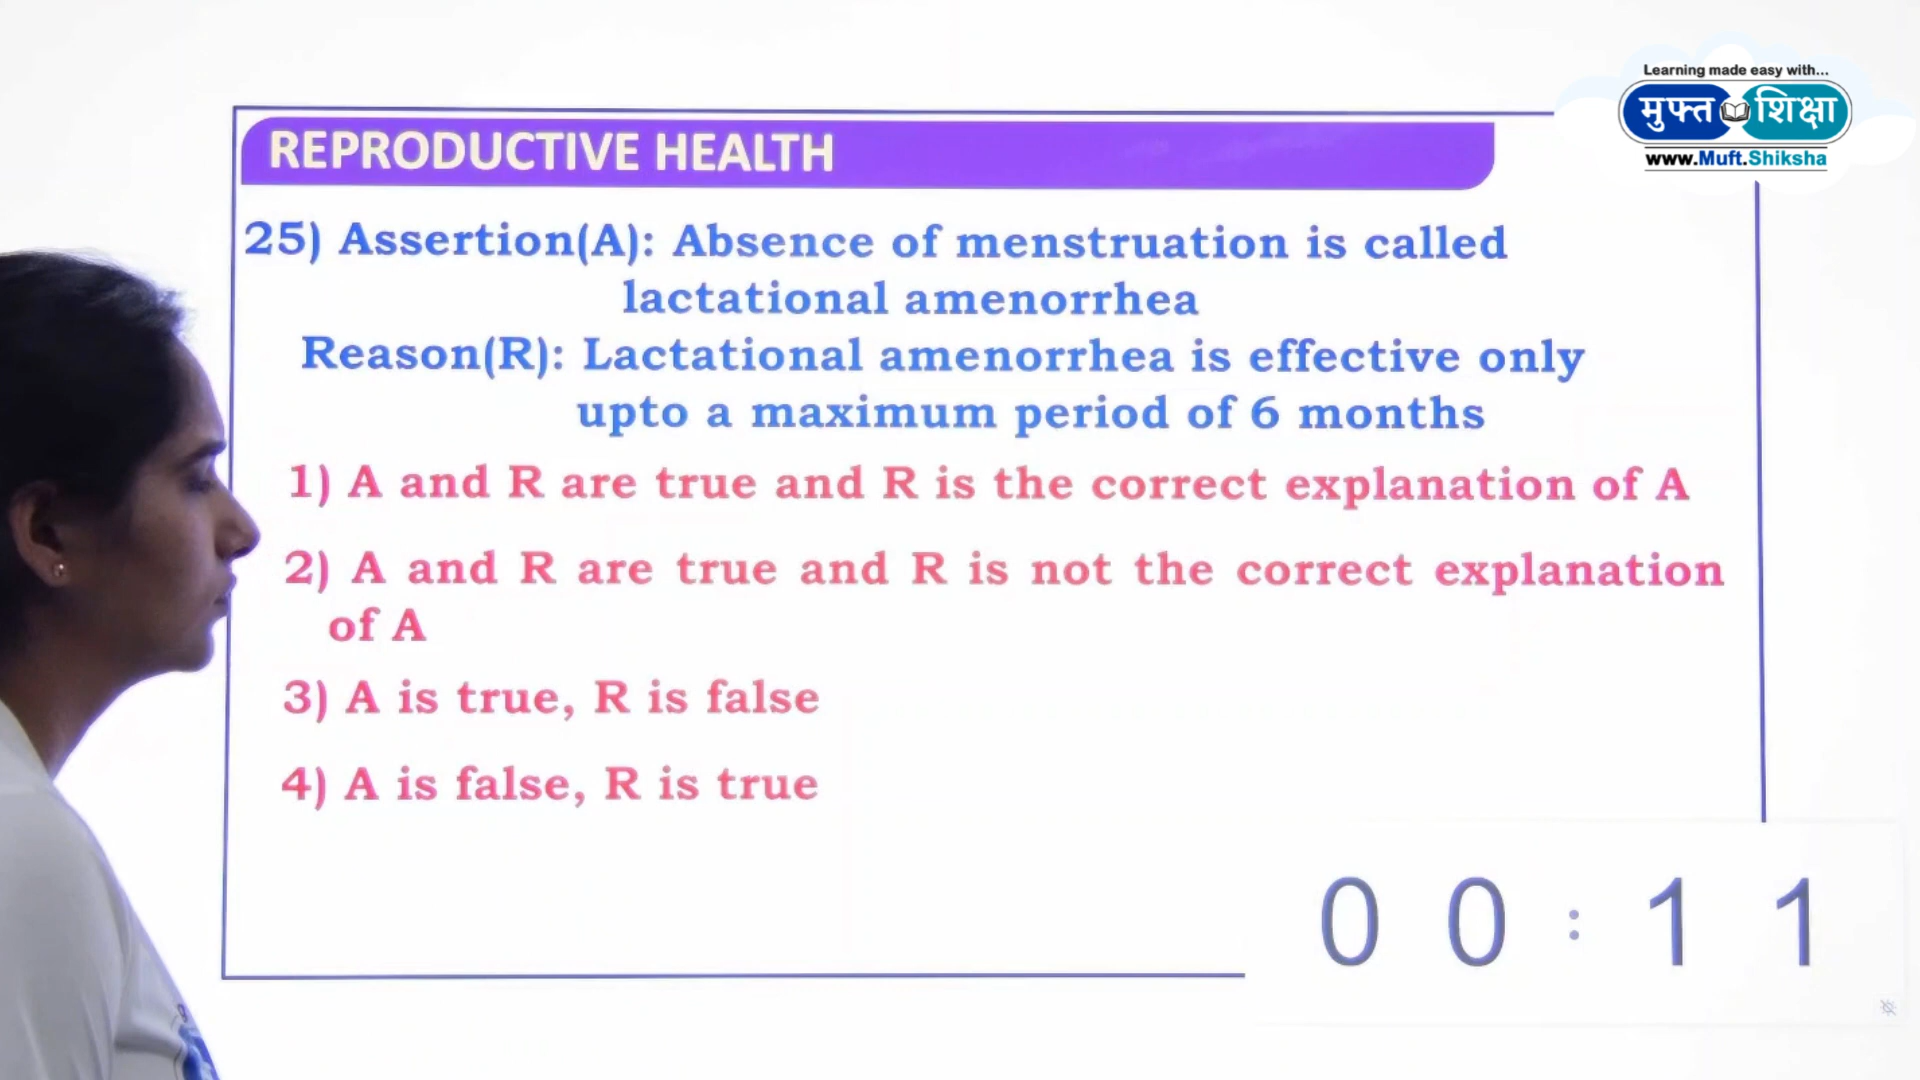 Learning made easy with...
मुफ्त शिक्षा
www.Muft.Shiksha
REPRODUCTIVE HEALTH
25) Assertion(A): Absence of menstruation is called
lactational amenorrhea
Reason(R): Lactational amenorrhea is effective only
upto a maximum period of 6 months
1) A and R are true and R is the correct explanation of A
2) A and R are true and R is not the correct explanation
of A
3) A is true, R is false
4) A is false, R is true
00:11